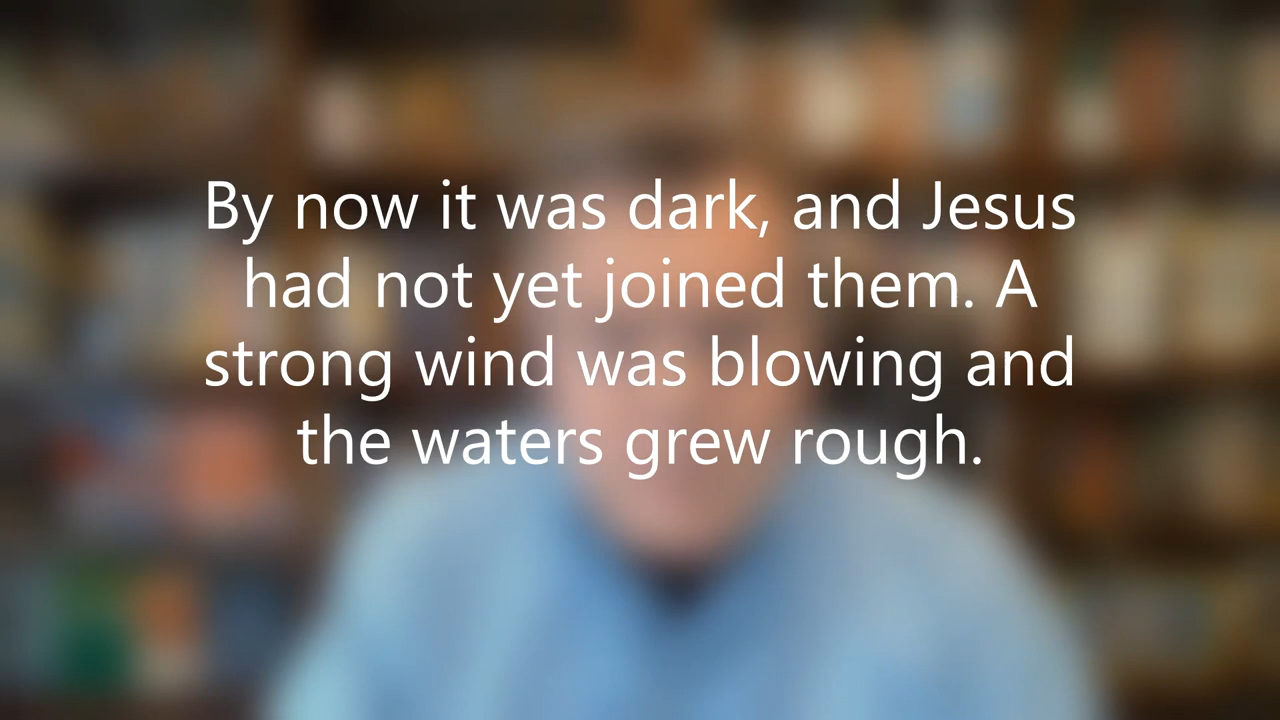 By now it was dark, and Jesus
had not yet joined them. A
strong wind was blowing and
the waters grew rough.